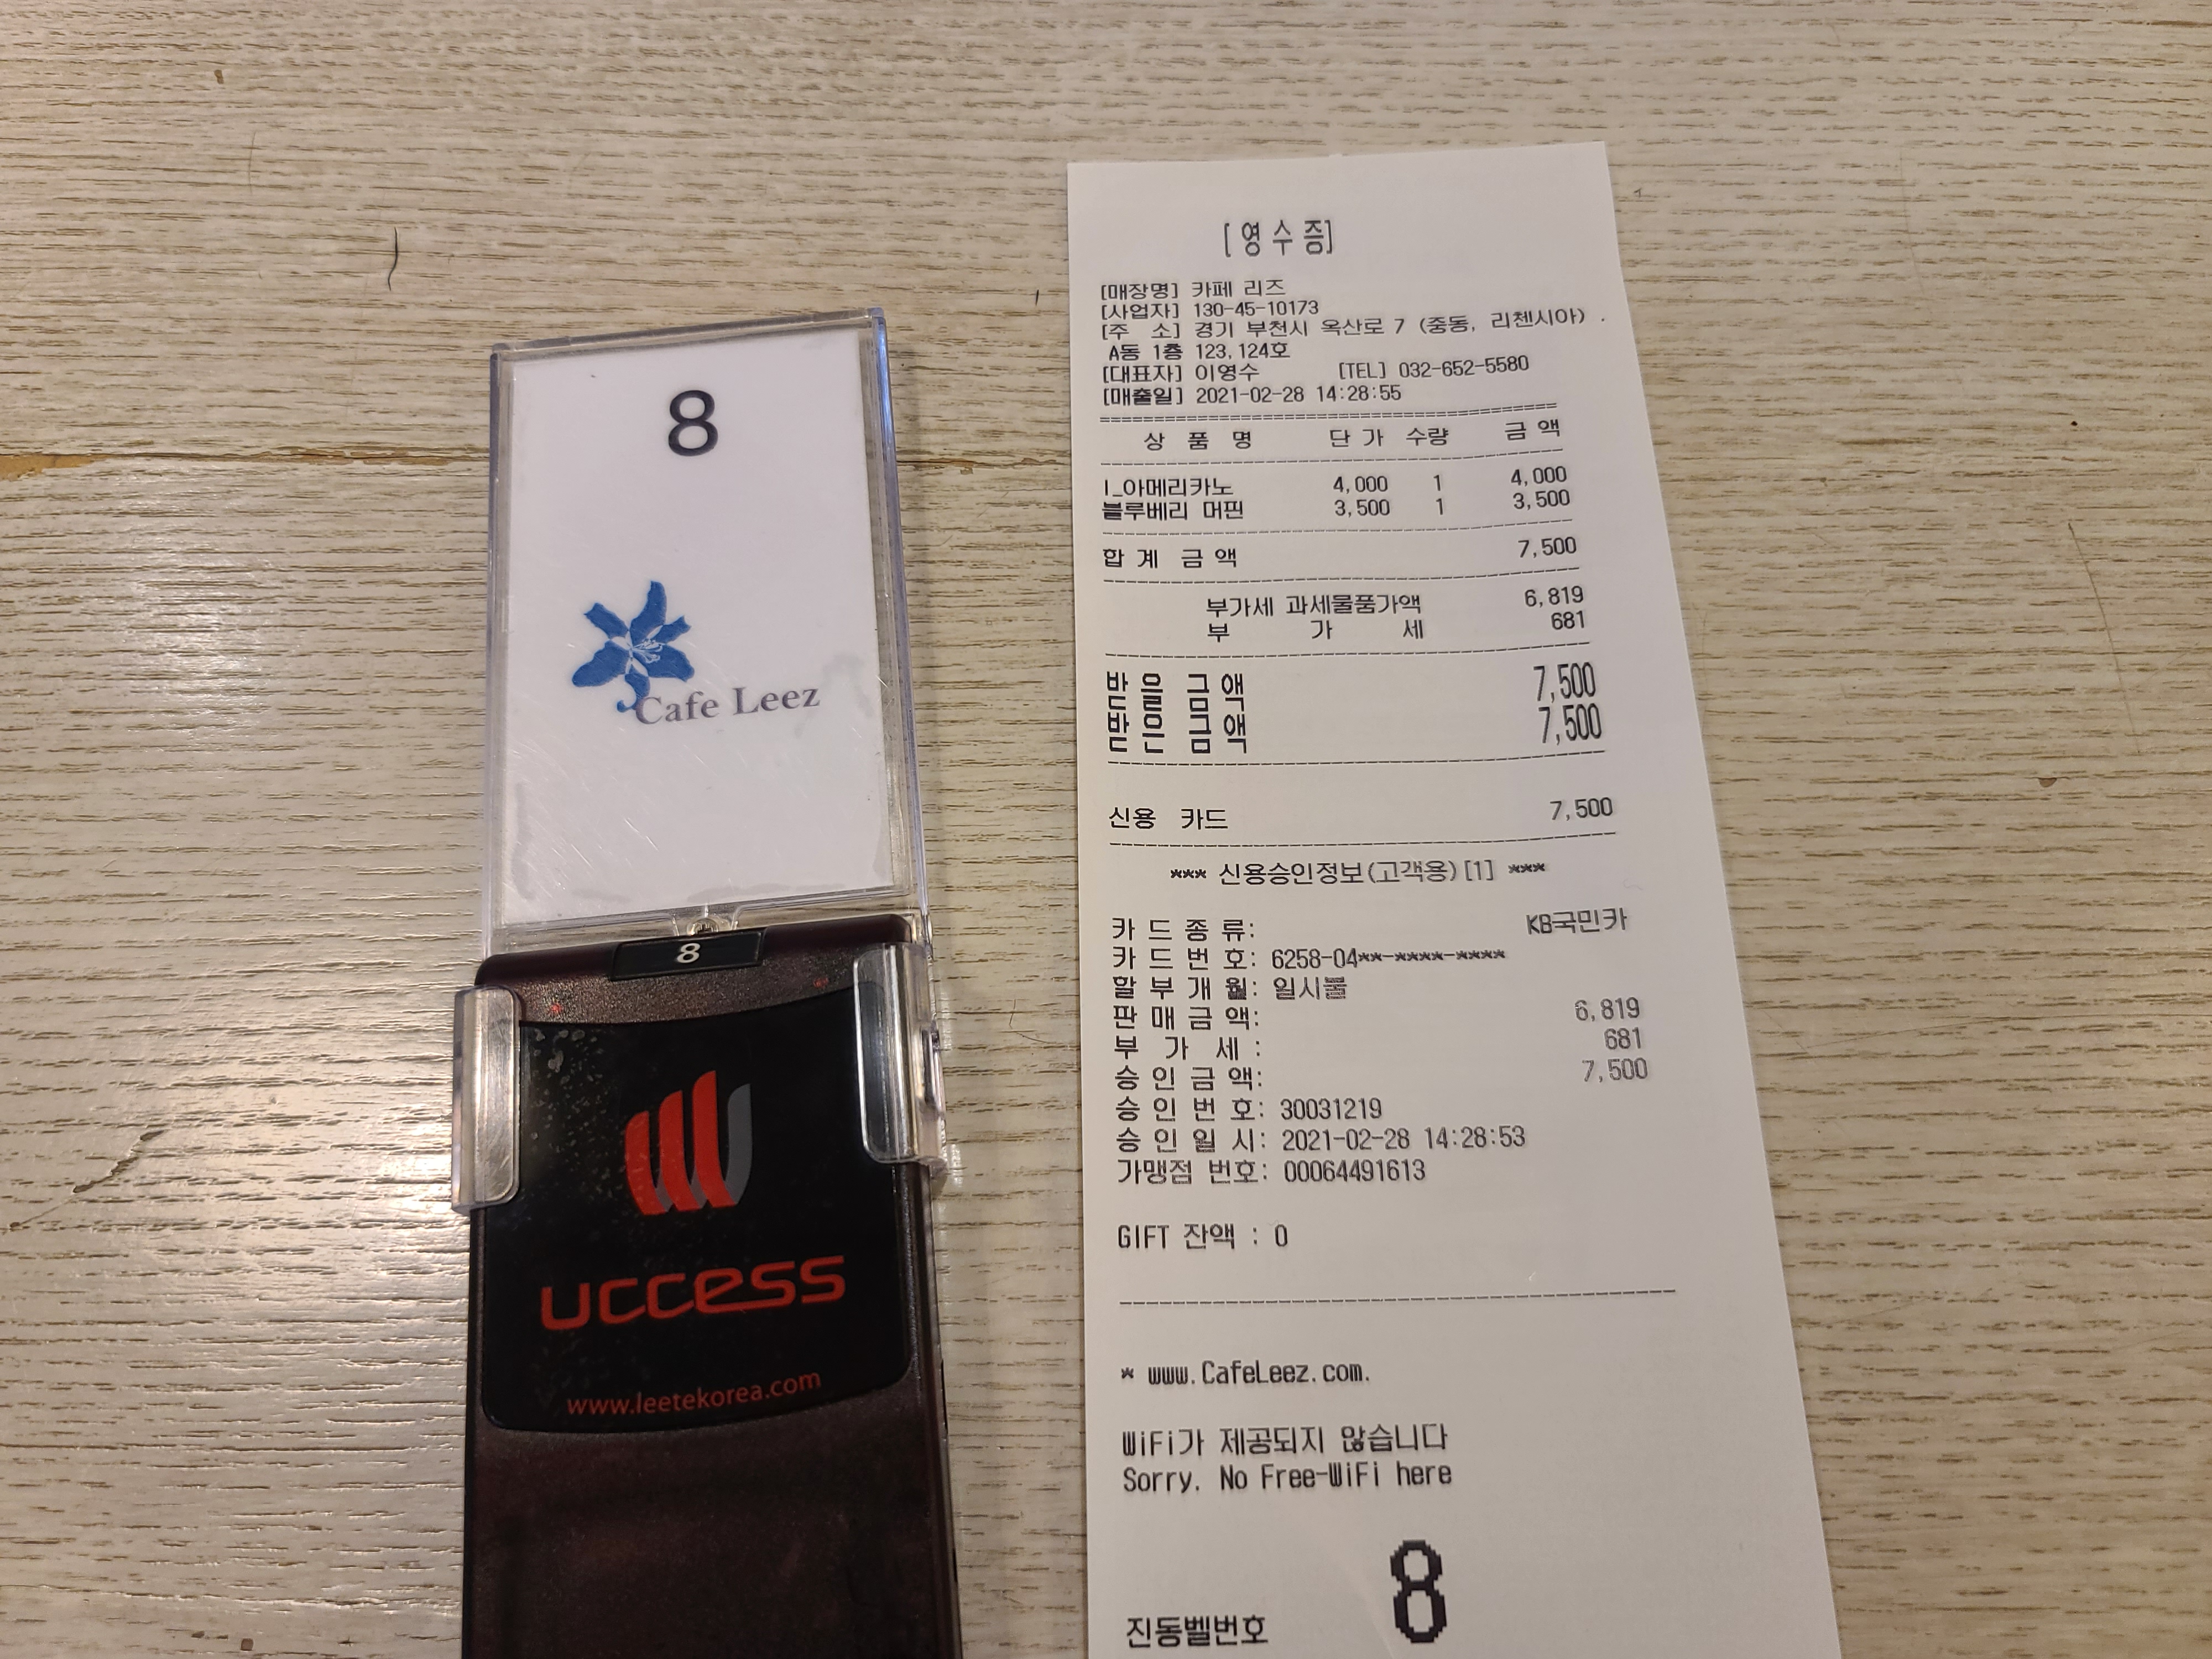 8
Cafe Leez
8
uccess
www.leetekorea.com
[영수증]
[매장명] 카페 리즈
[사업자] 130-45-10173
[주 소] 경기 부천시 옥산로 7 (중동, 리첸시아) .
A동 1층 123,124호
[대표자] 이영수 [TEL] 032-652-5580
[매출일] 2021-02-28 14:28:55
상 품 명 단 가 수량 금 액
I_아메리카노 4,000 1 4,000
블루베리 머핀 3,500 1 3,500
합 계 금 액 7,500
부가세 과세물품가액 6,819
부 가 세 681
받 을 금 액 7,500
받 은 금 액 7,500
신용 카드 7,500
*** 신용승인정보(고객용)[1] ***
카 드 종 류: KB국민카
카 드 번 호: 6258-04**-****-****
할 부 개 월: 일시불
판 매 금 액: 6,819
부 가 세 : 681
승 인 금 액: 7,500
승 인 번 호: 30031219
승 인 일 시: 2021-02-28 14:28:53
가맹점 번호: 00064491613
GIFT 잔액 : 0
* www.CafeLeez.com.
WiFi가 제공되지 않습니다
Sorry. No Free-WiFi here
진동벨번호 8